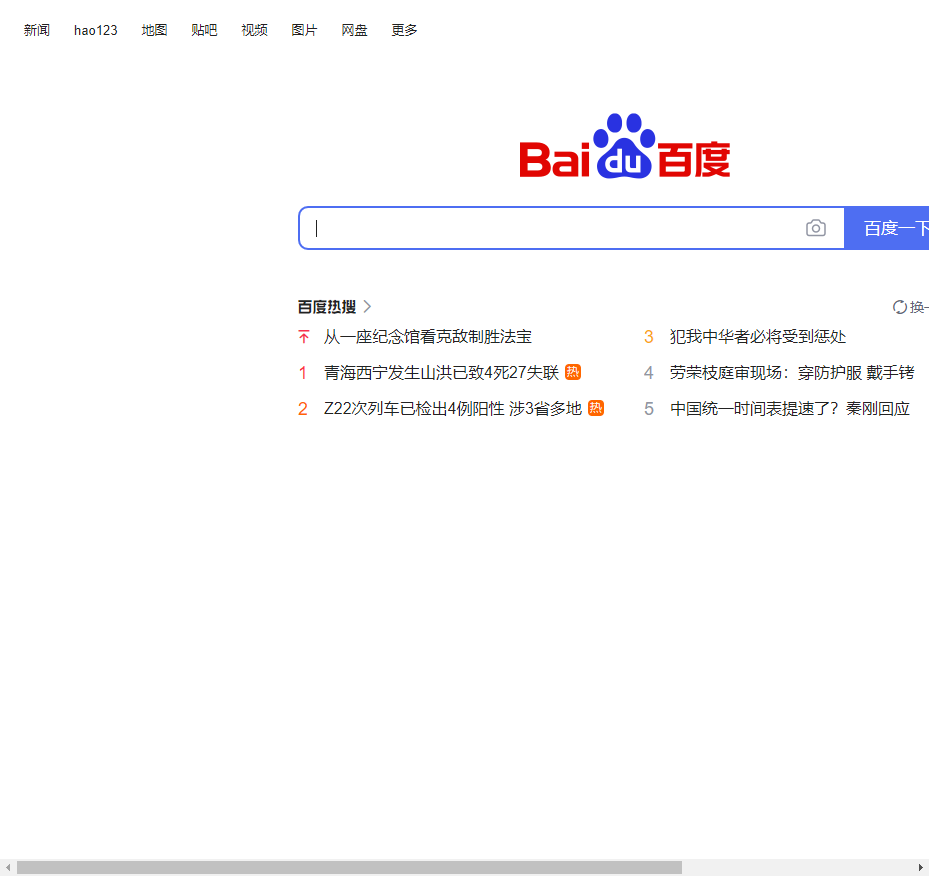 新闻 hao123 地图 贴吧 视频 图片 网盘 更多
Bai du 百度
百度一下
百度热搜
换一
从一座纪念馆看克敌制胜法宝
1 青海西宁发生山洪已致4死27失联 热
2 Z22次列车已检出4例阳性 涉3省多地 热
3 犯我中华者必将受到惩处
4 劳荣枝庭审现场：穿防护服 戴手铐
5 中国统一时间表提速了？秦刚回应